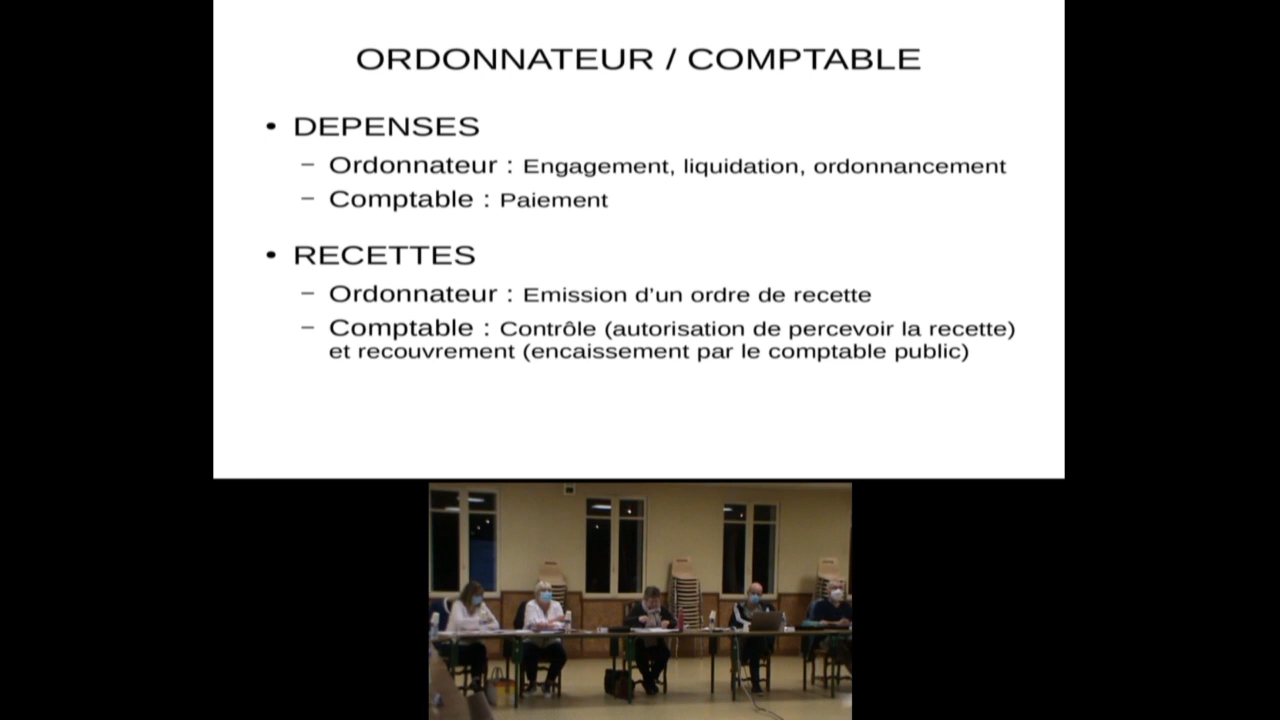 ORDONNATEUR / COMPTABLE
• DEPENSES
– Ordonnateur : Engagement, liquidation, ordonnancement
– Comptable : Paiement
• RECETTES
– Ordonnateur : Emission d’un ordre de recette
– Comptable : Contrôle (autorisation de percevoir la recette)
et recouvrement (encaissement par le comptable public)